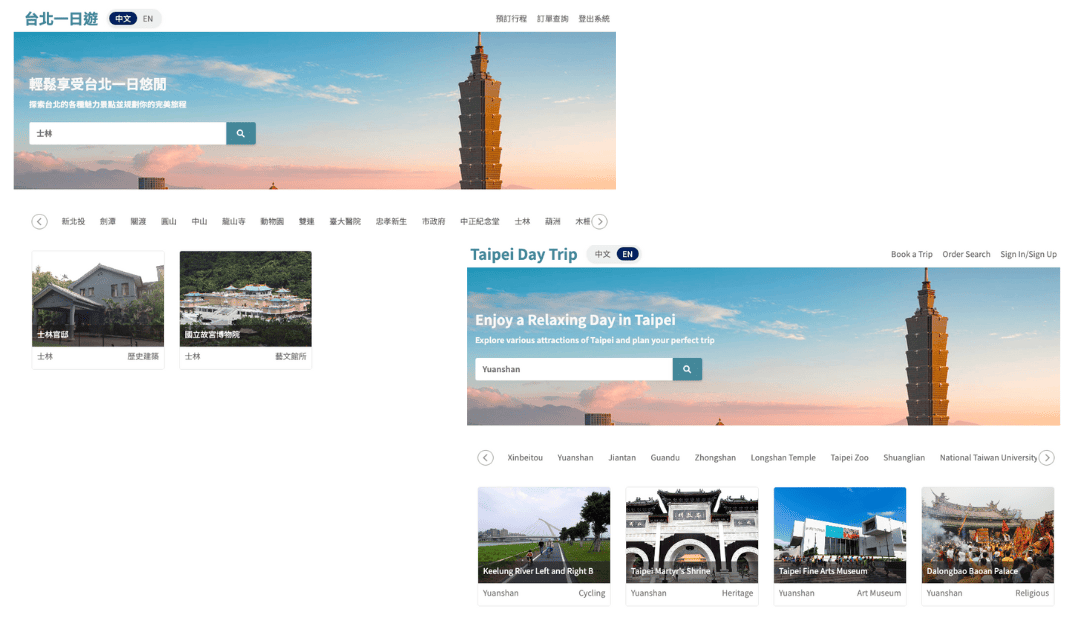 台北一日遊 中文 EN 預訂行程 訂單查詢 登出系統
輕鬆享受台北一日悠閒
探索台北的各種魅力景點並規劃你的完美旅程
士林
新北投 劍潭 關渡 圓山 中山 龍山寺 動物園 雙連 臺大醫院 忠孝新生 市政府 中正紀念堂 士林 葫洲 木柵
士林官邸
士林 歷史建築
國立故宮博物院
士林 藝文館所
Taipei Day Trip 中文 EN Book a Trip Order Search Sign In/Sign Up
Enjoy a Relaxing Day in Taipei
Explore various attractions of Taipei and plan your perfect trip
Yuanshan
Xinbeitou Yuanshan Jiantan Guandu Zhongshan Longshan Temple Taipei Zoo Shuanglian National Taiwan University
Keelung River Left and Right B
Yuanshan Cycling
Taipei Martyr's Shrine
Yuanshan Heritage
Taipei Fine Arts Museum
Yuanshan Art Museum
Dalongbao Baoan Palace
Yuanshan Religious